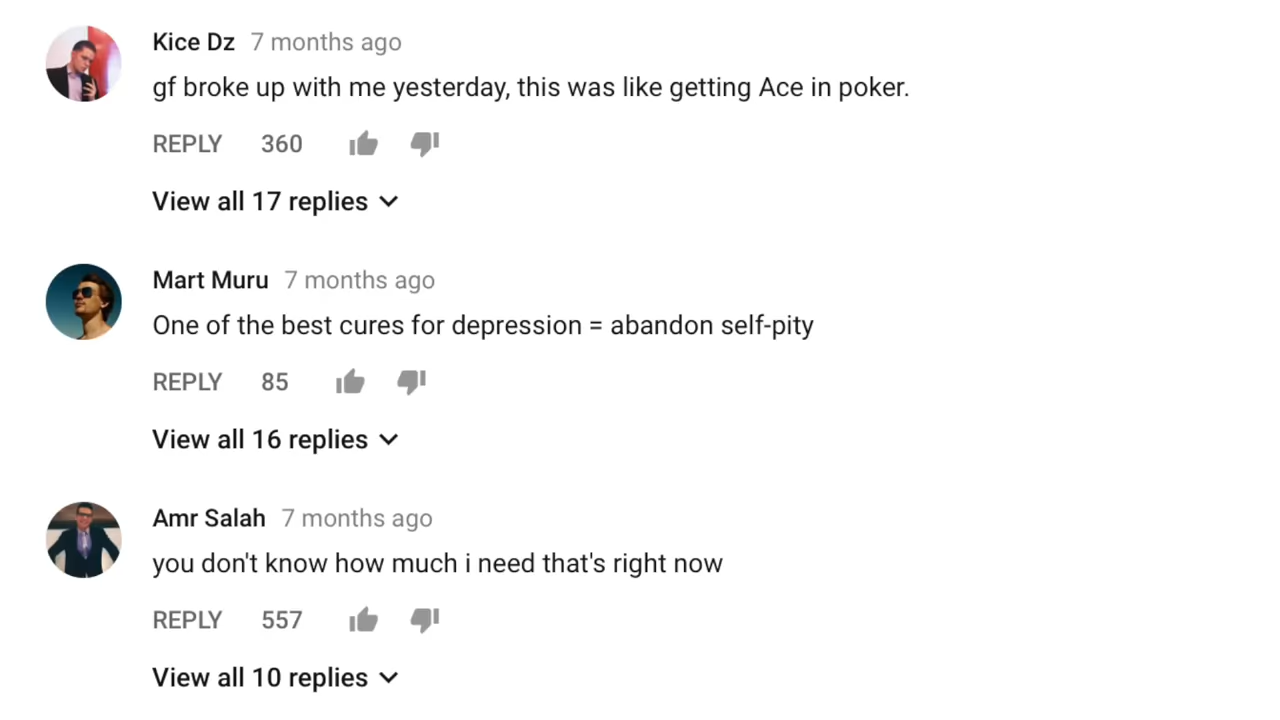 Kice Dz 7 months ago
gf broke up with me yesterday, this was like getting Ace in poker.
REPLY 360
View all 17 replies
Mart Muru 7 months ago
One of the best cures for depression = abandon self-pity
REPLY 85
View all 16 replies
Amr Salah 7 months ago
you don't know how much i need that's right now
REPLY 557
View all 10 replies